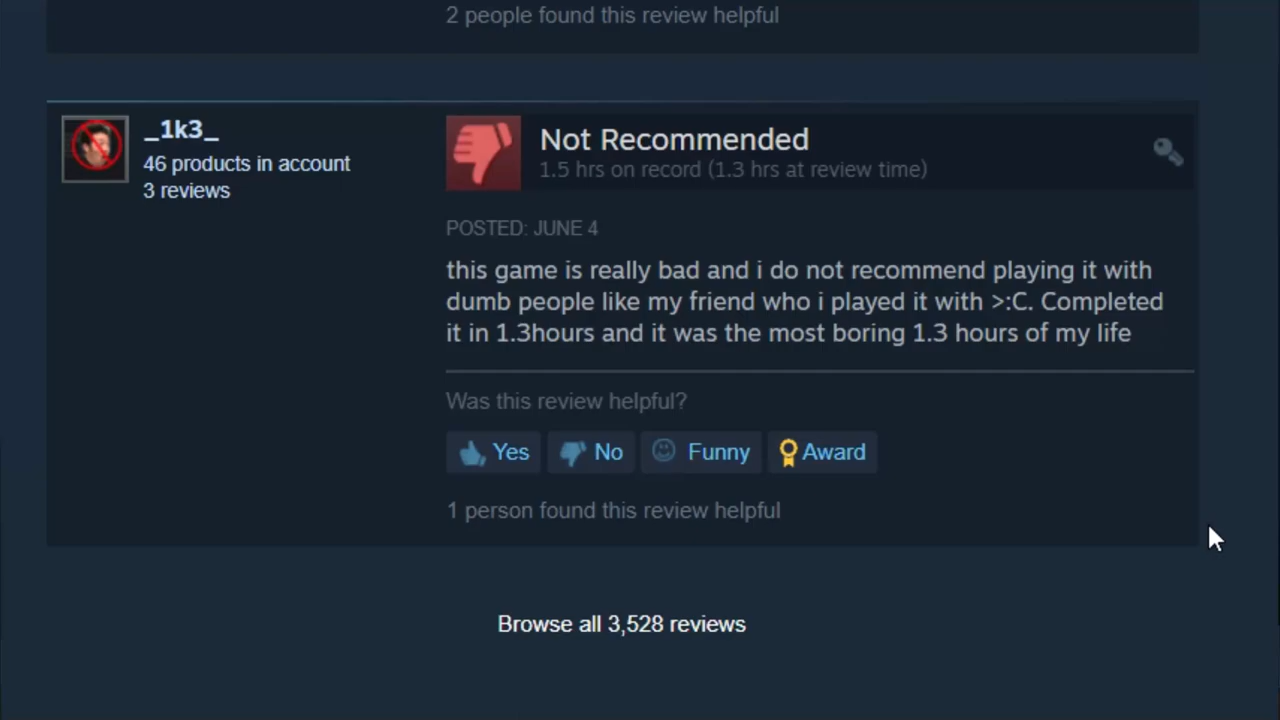 2 people found this review helpful
_1k3_
46 products in account
3 reviews
Not Recommended
1.5 hrs on record (1.3 hrs at review time)
POSTED: JUNE 4
this game is really bad and i do not recommend playing it with
dumb people like my friend who i played it with >:C. Completed
it in 1.3hours and it was the most boring 1.3 hours of my life
Was this review helpful?
Yes No Funny Award
1 person found this review helpful
Browse all 3,528 reviews